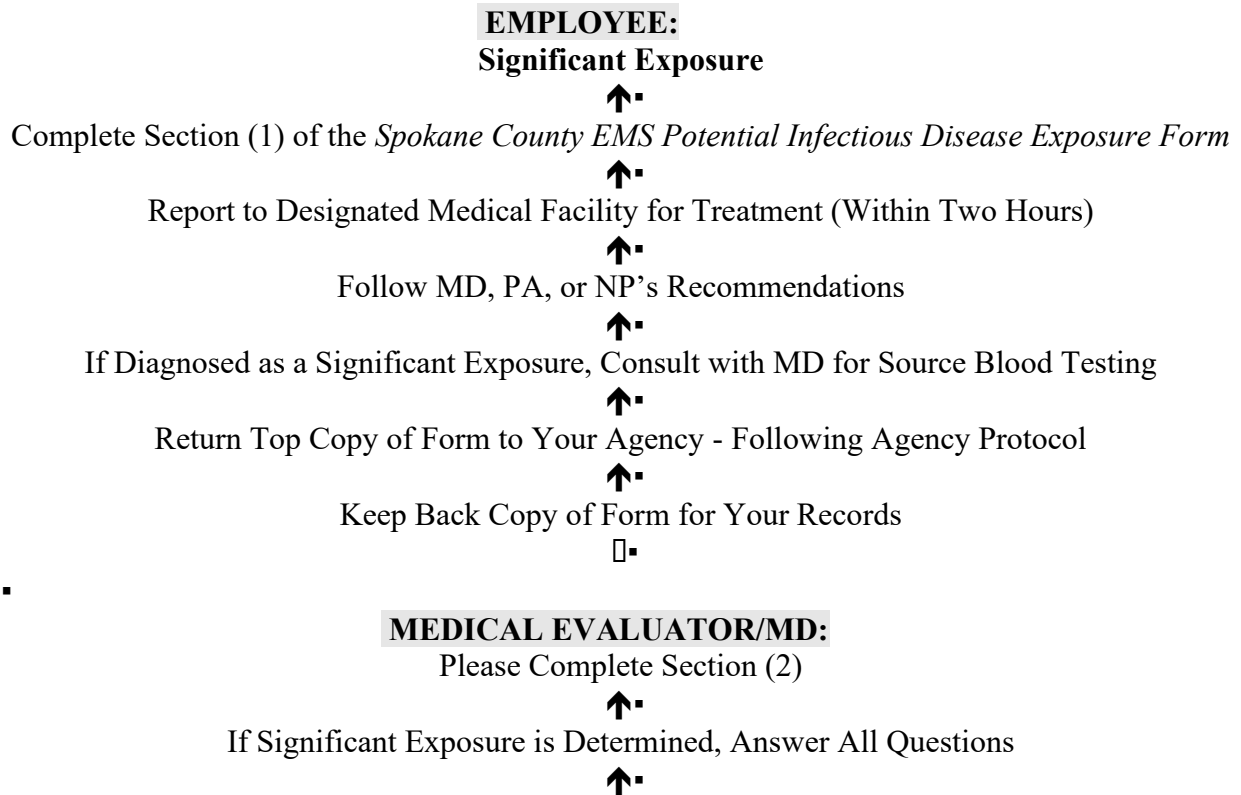 EMPLOYEE:
Significant Exposure
🡹▪
Complete Section (1) of the Spokane County EMS Potential Infectious Disease Exposure Form
🡹▪
Report to Designated Medical Facility for Treatment (Within Two Hours)
🡹▪
Follow MD, PA, or NP’s Recommendations
🡹▪
If Diagnosed as a Significant Exposure, Consult with MD for Source Blood Testing
🡹▪
Return Top Copy of Form to Your Agency - Following Agency Protocol
🡹▪
Keep Back Copy of Form for Your Records
▯▪
▪
MEDICAL EVALUATOR/MD:
Please Complete Section (2)
🡹▪
If Significant Exposure is Determined, Answer All Questions
🡹▪